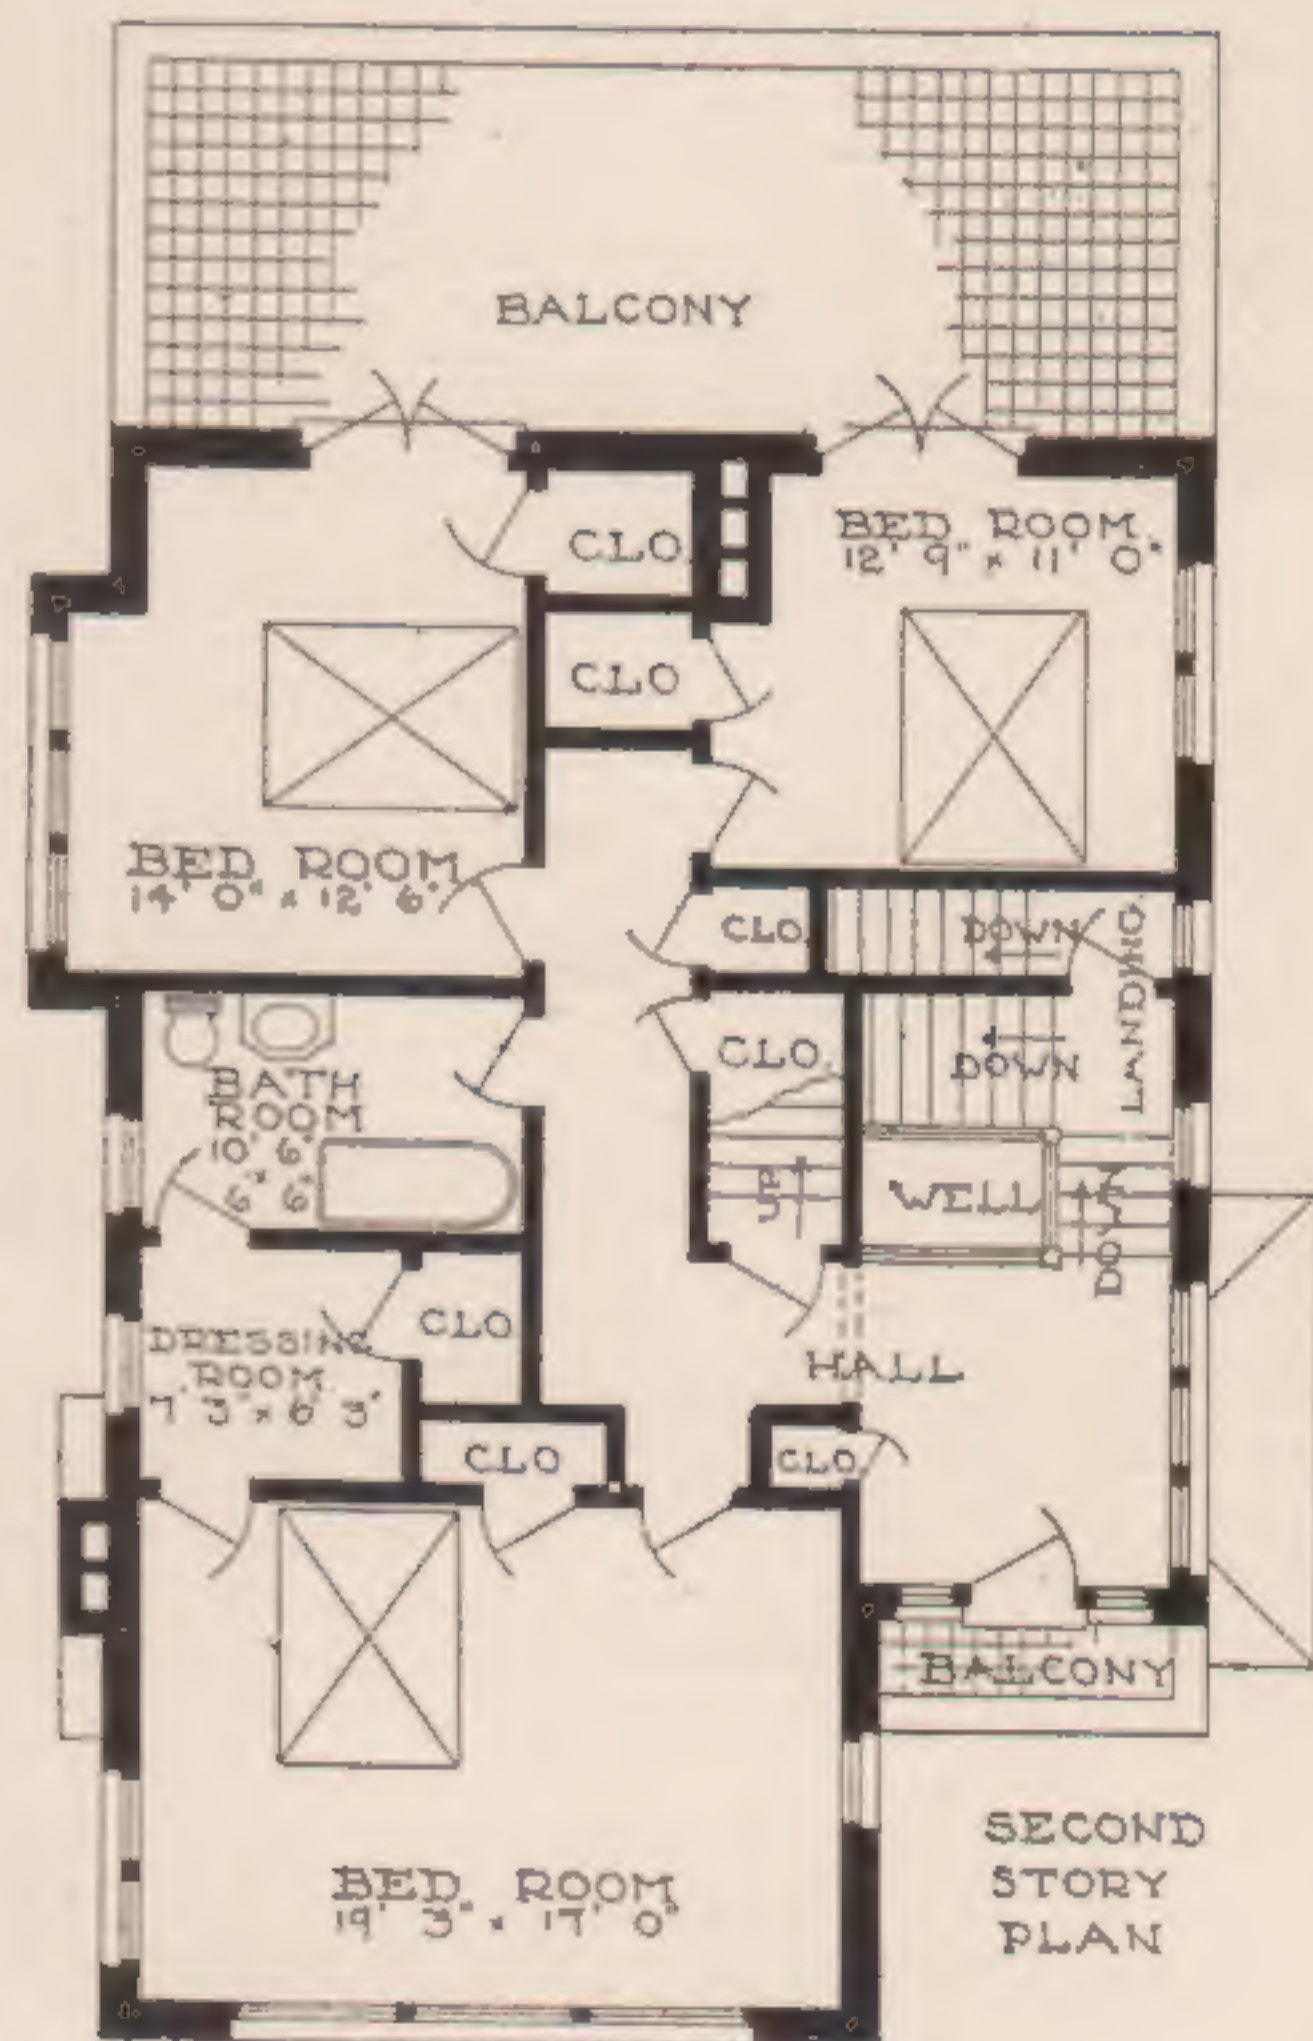 BALCONY
CLO.
BED ROOM
12' 9" x 11' 0"
CLO
BED ROOM
14' 0" x 12' 6"
CLO.
DOWN
LANDING
CLO.
DOWN
BATH
ROOM
10' 6"
x
6' 6"
UP
WELL
DOWN
DRESSING
ROOM
7' 3" x 6' 3"
CLO
HALL
CLO
CLO.
BALCONY
BED ROOM
19' 3" x 17' 0"
SECOND
STORY
PLAN